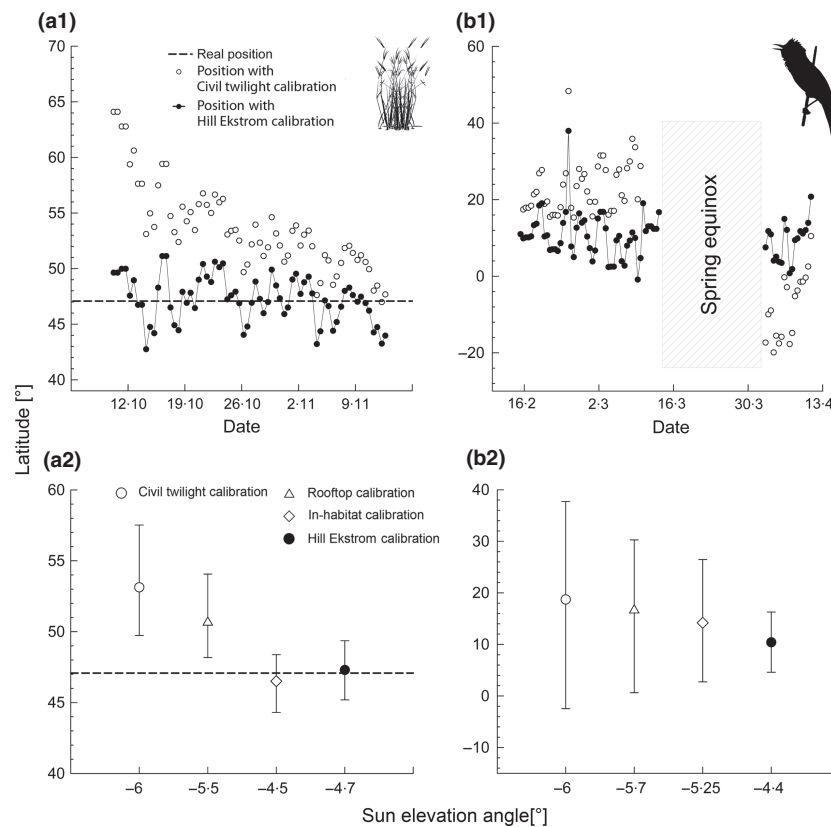 (a1)
70
65
60
55
50
45
40
Real position
Position with
Civil twilight calibration
Position with
Hill Ekstrom calibration
12·10
19·10
26·10
2·11
9·11
Date
(b1)
60
40
20
0
−20
Spring equinox
16·2
2·3
16·3
30·3
13·4
Date
Latitude [°]
(a2)
60
55
50
45
40
Civil twilight calibration
Rooftop calibration
In-habitat calibration
Hill Ekstrom calibration
−6
−5·5
−4·5
−4·7
(b2)
40
30
20
10
0
−10
−6
−5·7
−5·25
−4·4
Sun elevation angle[°]